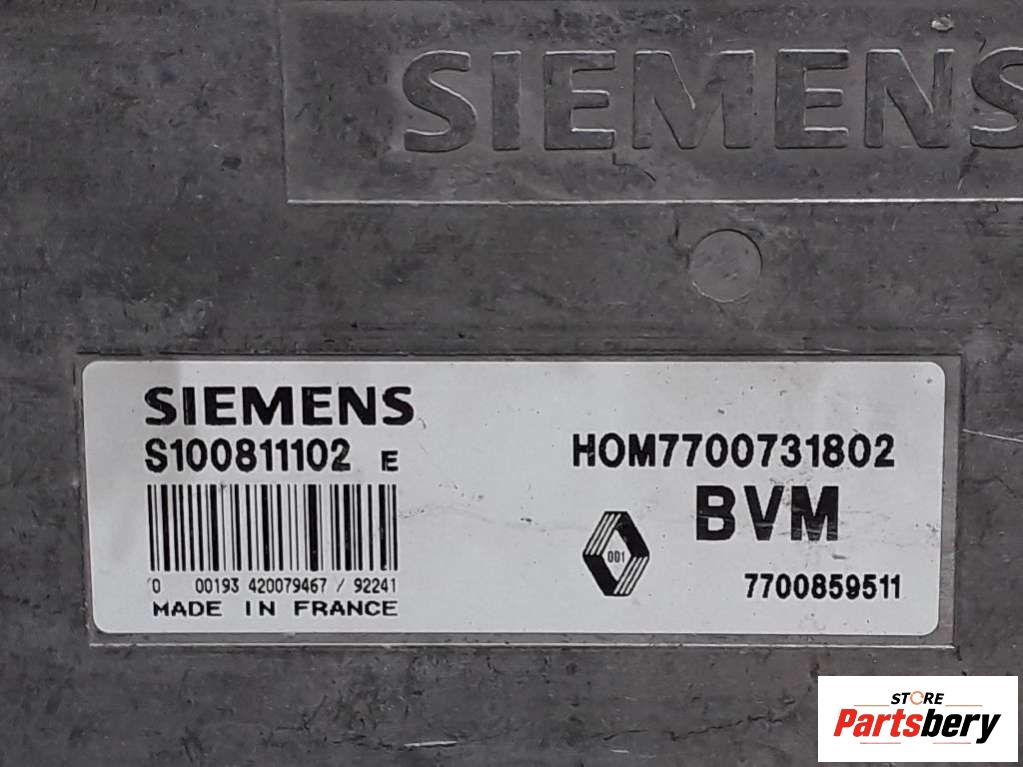 SIEMENS
SIEMENS
S100811102 E
HOM7700731802
BVM
001
0 00193 420079467 / 92241
7700859511
MADE IN FRANCE
STORE
Partsbery